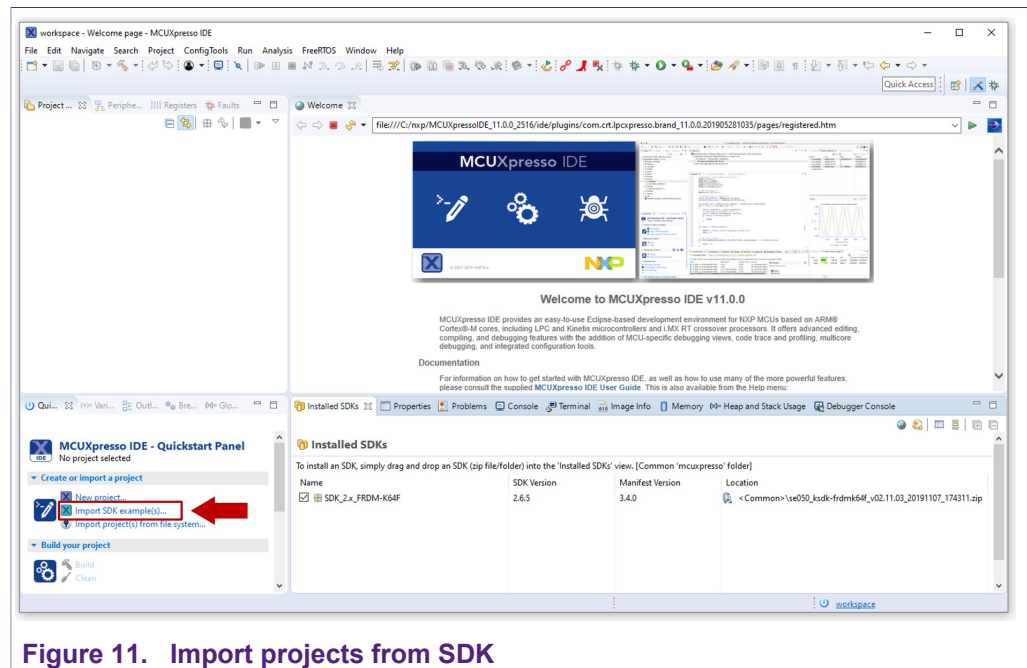 workspace - Welcome page - MCUXpresso IDE
File Edit Navigate Search Project ConfigTools Run Analysis FreeRTOS Window Help
Quick Access
Project ... Periphe... Registers Faults
Welcome
file:///C:/nxp/MCUXpressoIDE_11.0.0_2516/ide/plugins/com.crt.lpcxpresso.brand_11.0.0.201905281035/pages/registered.htm
MCUXpresso IDE
NXP
Welcome to MCUXpresso IDE v11.0.0
MCUXpresso IDE provides an easy-to-use Eclipse-based development environment for NXP MCUs based on ARM®
Cortex®-M cores, including LPC and Kinetis microcontrollers and i.MX RT crossover processors. It offers advanced editing,
compiling, and debugging features with the addition of MCU-specific debugging views, code trace and profiling, multicore
debugging, and integrated configuration tools.
Documentation
For information on how to get started with MCUXpresso IDE, as well as how to use many of the more powerful features,
please consult the supplied MCUXpresso IDE User Guide. This is also available from the Help menu:
Qui... (x)= Vari... Outl... Bre... Glo...
IDE
MCUXpresso IDE - Quickstart Panel
No project selected
Create or import a project
New project...
Import SDK example(s)...
Import project(s) from file system...
Build your project
Build
Clean
Installed SDKs Properties Problems Console Terminal Image Info Memory Heap and Stack Usage Debugger Console
Installed SDKs
To install an SDK, simply drag and drop an SDK (zip file/folder) into the 'Installed SDKs' view. [Common 'mcuxpresso' folder]
Name SDK Version Manifest Version Location
SDK_2.x_FRDM-K64F 2.6.5 3.4.0 <Common>\se050_ksdk-frdmk64f_v02.11.03_20191107_174311.zip
workspace
Figure 11. Import projects from SDK